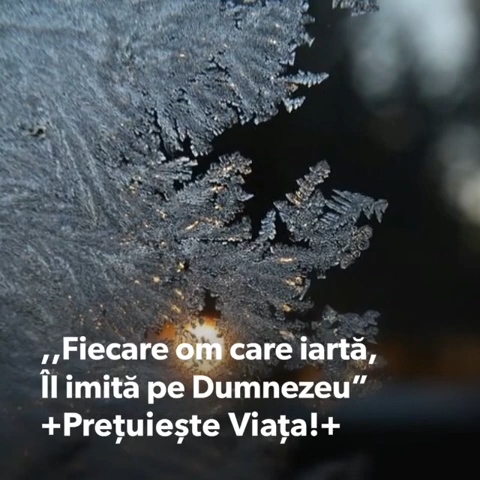 ,,Fiecare om care iartă,
Îl imită pe Dumnezeu”
+Prețuiește Viața!+